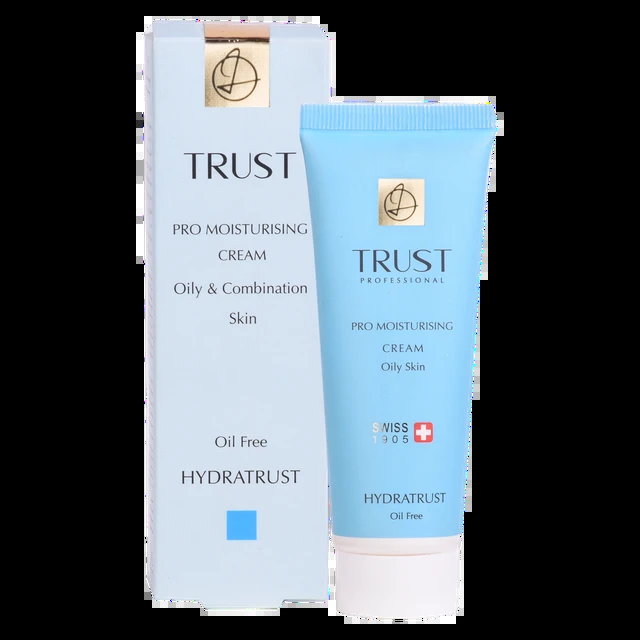 TRUST
PRO MOISTURISING
CREAM
Oily & Combination
Skin
Oil Free
HYDRATRUST
TRUST
PROFESSIONAL
PRO MOISTURISING
CREAM
Oily Skin
SWISS
1905
HYDRATRUST
Oil Free